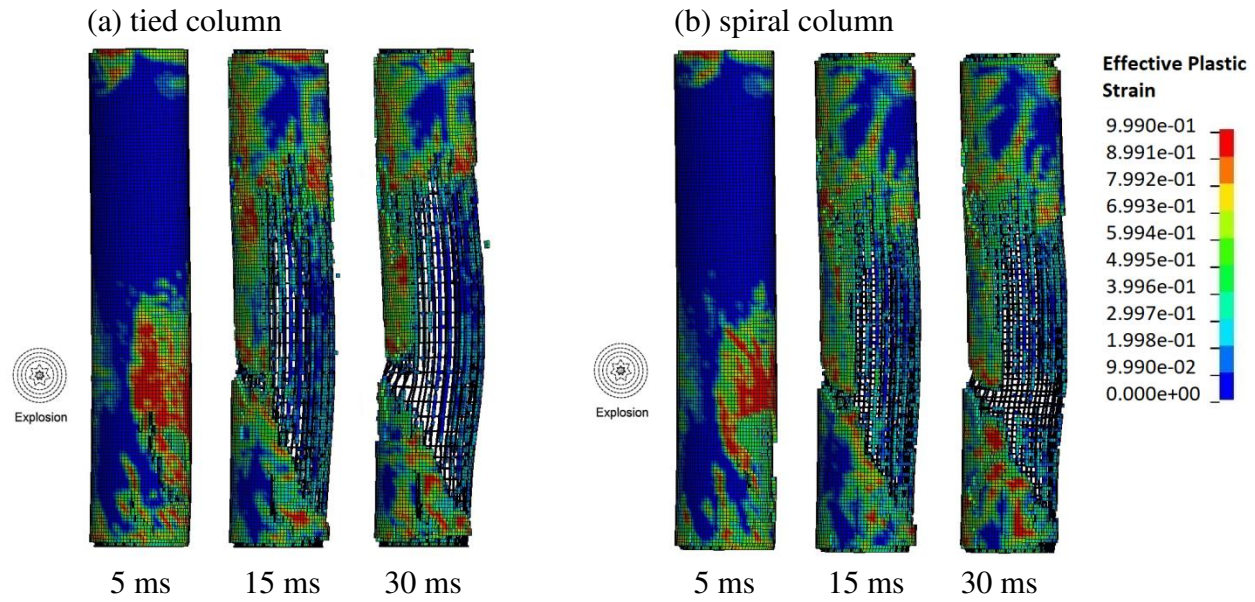 (a) tied column
(b) spiral column
Effective Plastic
Strain
9.990e-01
8.991e-01
7.992e-01
6.993e-01
5.994e-01
4.995e-01
3.996e-01
2.997e-01
1.998e-01
9.990e-02
0.000e+00
Explosion
Explosion
5 ms
15 ms
30 ms
5 ms
15 ms
30 ms